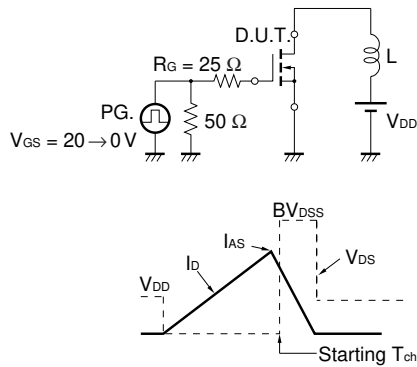 D.U.T.
RG = 25 Ω
L
PG.
50 Ω
VDD
VGS = 20 → 0 V
BVDSS
IAS
ID
VDS
VDD
Starting Tch